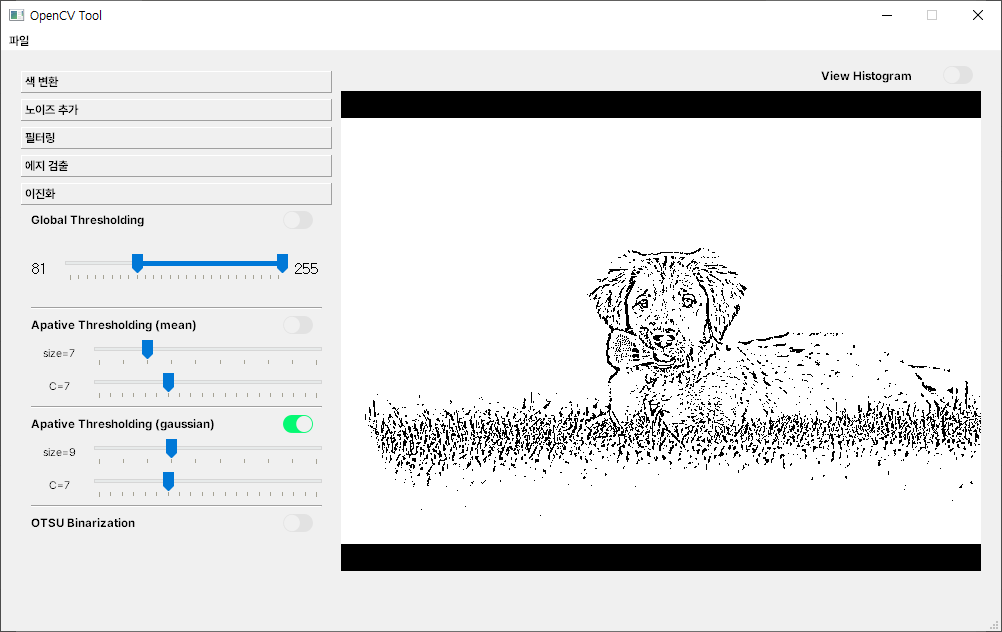 OpenCV Tool
파일
View Histogram
색 변환
노이즈 추가
필터링
에지 검출
이진화
Global Thresholding
81
255
Apative Thresholding (mean)
size=7
C=7
Apative Thresholding (gaussian)
size=9
C=7
OTSU Binarization